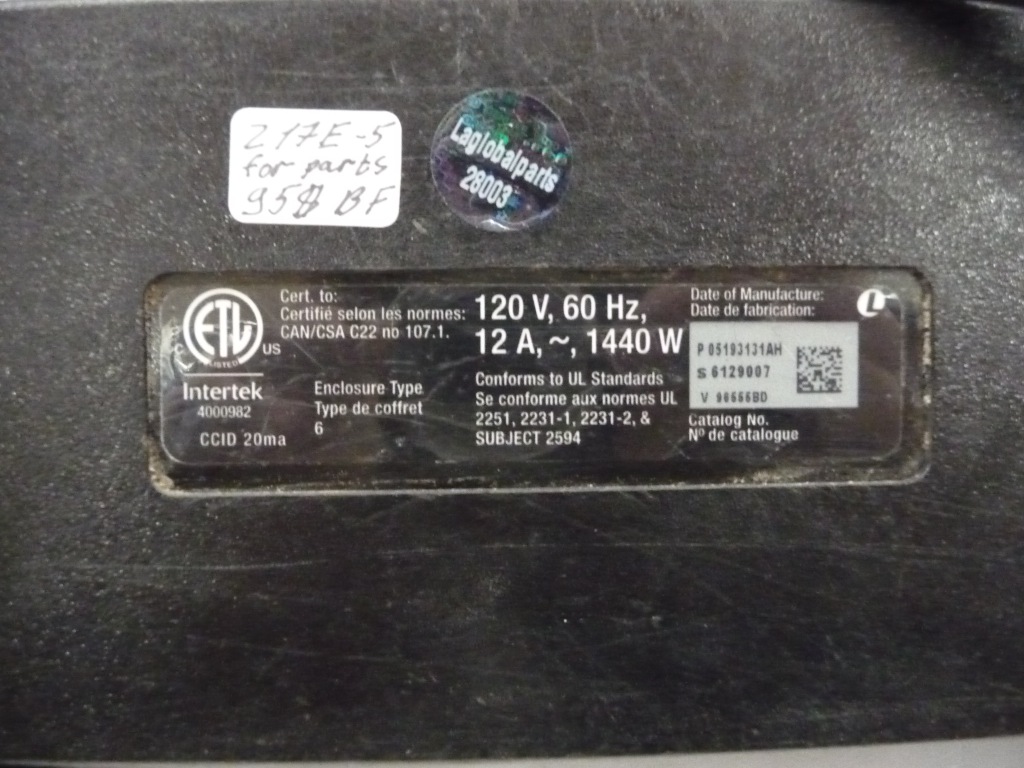 217E-5
for parts
95$ BF
Laglobalparts
28003
ETL
LISTED
US
Intertek
4000982
CCID 20ma
Cert. to:
Certifié selon les normes:
CAN/CSA C22 no 107.1.
Enclosure Type
Type de coffret
6
120 V, 60 Hz,
12 A, ~, 1440 W
Conforms to UL Standards
Se conforme aux normes UL
2251, 2231-1, 2231-2, &
SUBJECT 2594
Date of Manufacture:
Date de fabrication:
L
P 05193131AH
S 6129007
Catalog No.
Nº de catalogue